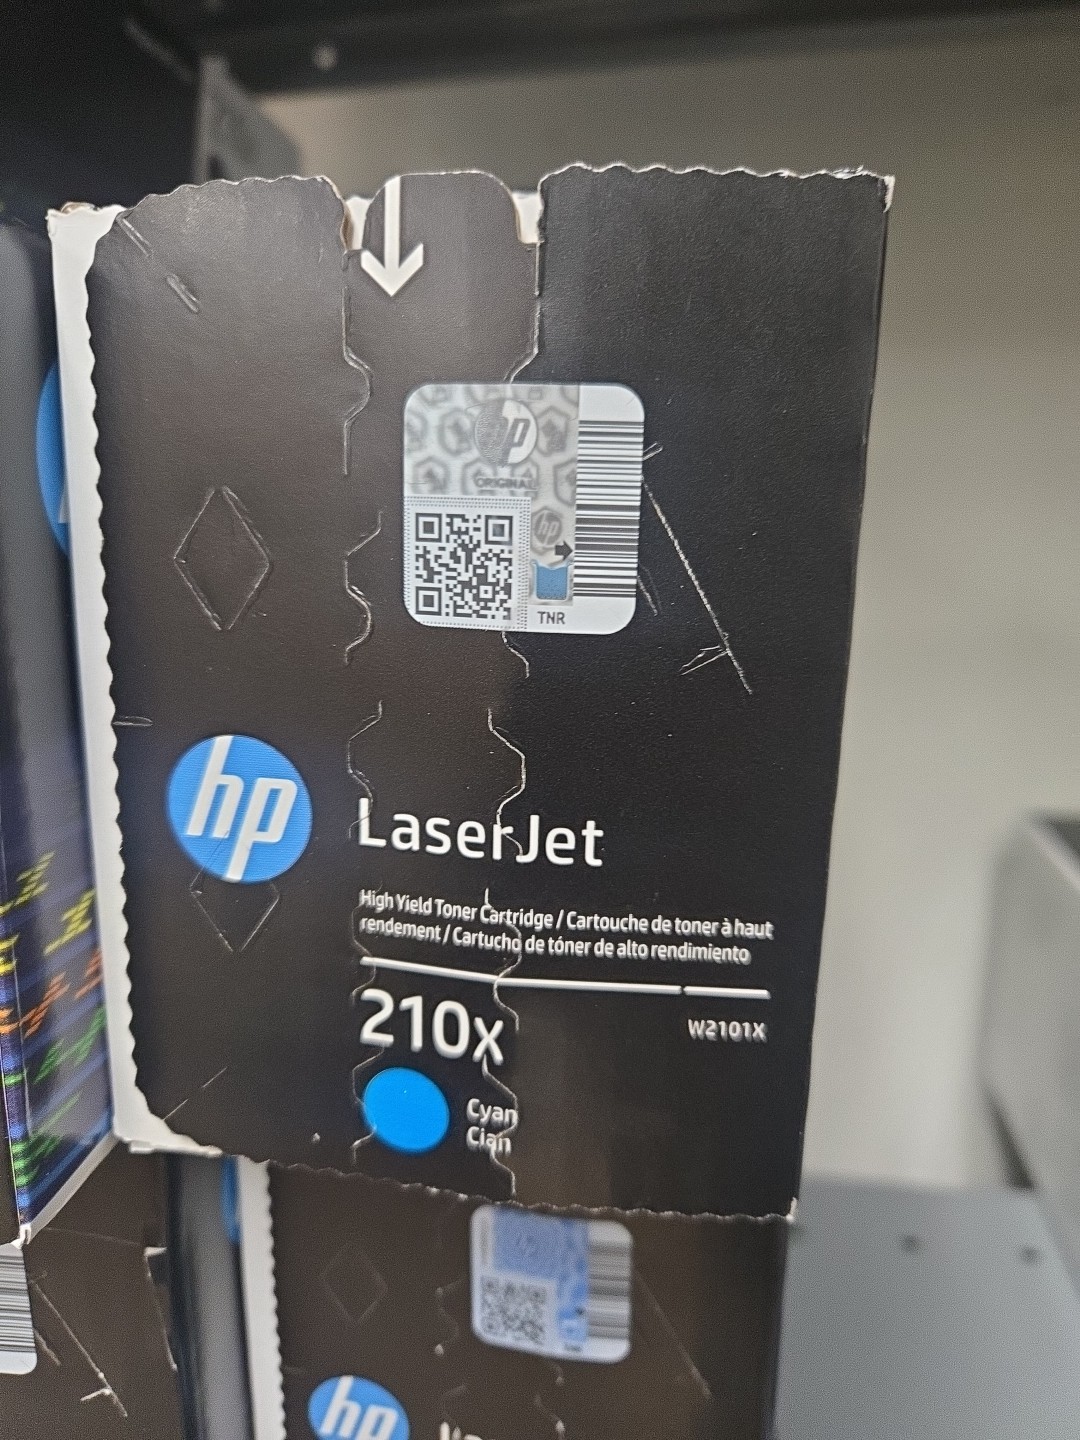 hp
ORIGINAL
hp
TNR
hp
LaserJet
High Yield Toner Cartridge / Cartouche de toner à haut
rendement / Cartucho de tóner de alto rendimiento
210X
W2101X
Cyan
Cian
hp